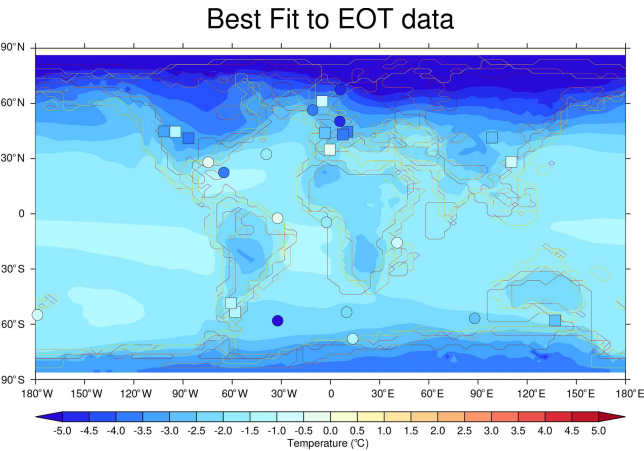 Best Fit to EOT data
90°N
60°N
30°N
0
30°S
60°S
90°S
180°W 150°W 120°W 90°W 60°W 30°W 0°E 30°E 60°E 90°E 120°E 150°E 180°E
-5.0 -4.5 -4.0 -3.5 -3.0 -2.5 -2.0 -1.5 -1.0 -0.5 0.0 0.5 1.0 1.5 2.0 2.5 3.0 3.5 4.0 4.5 5.0
Temperature (°C)